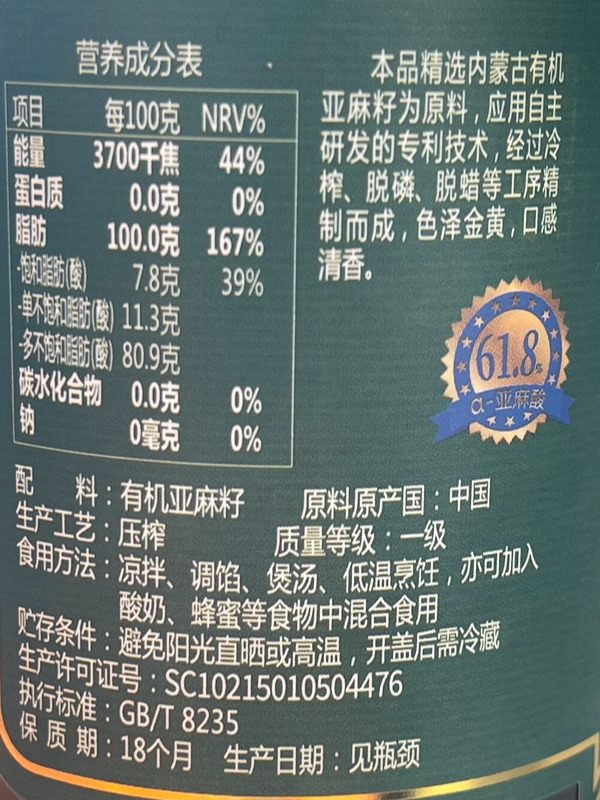 营养成分表
项目 每100克 NRV%
能量 3700千焦 44%
蛋白质 0.0克 0%
脂肪 100.0克 167%
-饱和脂肪(酸) 7.8克 39%
-单不饱和脂肪(酸) 11.3克
-多不饱和脂肪(酸) 80.9克
碳水化合物 0.0克 0%
钠 0毫克 0%
本品精选内蒙古有机
亚麻籽为原料，应用自主
研发的专利技术，经过冷
榨、脱磷、脱蜡等工序精
制而成，色泽金黄，口感
清香。
61.8%
α-亚麻酸
配 料：有机亚麻籽 原料原产国：中国
生产工艺：压榨 质量等级：一级
食用方法：凉拌、调馅、煲汤、低温烹饪，亦可加入
酸奶、蜂蜜等食物中混合食用
贮存条件：避免阳光直晒或高温，开盖后需冷藏
生产许可证号：SC10215010504476
执行标准：GB/T 8235
保 质 期：18个月 生产日期：见瓶颈